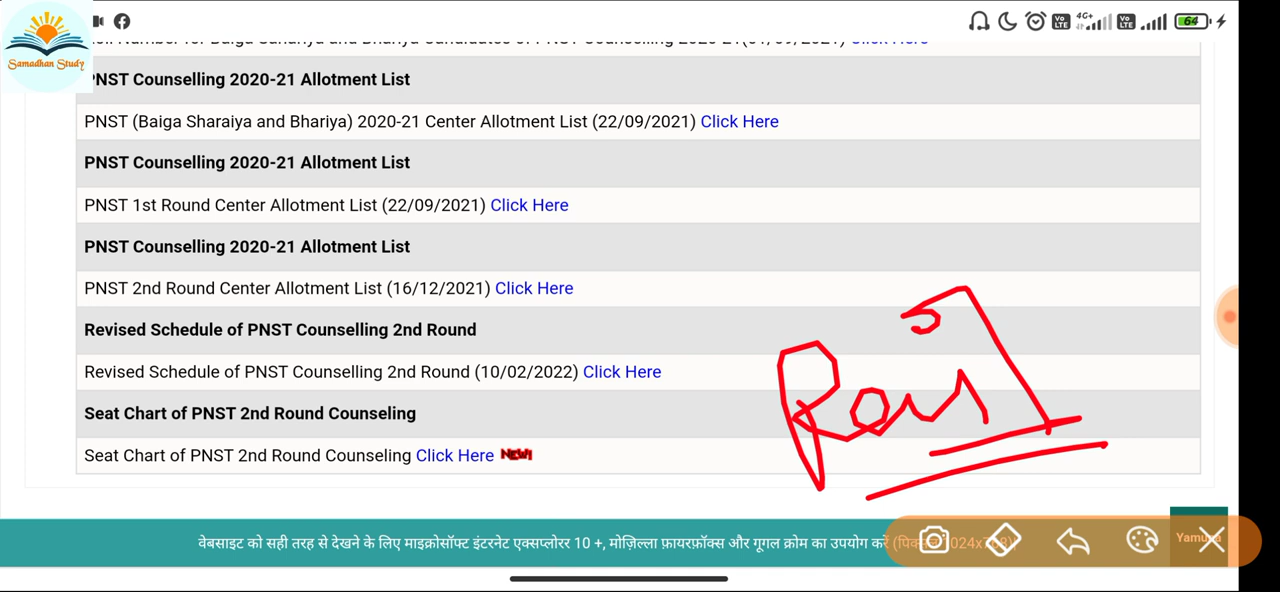 64
Samadhan Study
PNST Counselling 2020-21 Allotment List
PNST (Baiga Sharaiya and Bhariya) 2020-21 Center Allotment List (22/09/2021) Click Here
PNST Counselling 2020-21 Allotment List
PNST 1st Round Center Allotment List (22/09/2021) Click Here
PNST Counselling 2020-21 Allotment List
PNST 2nd Round Center Allotment List (16/12/2021) Click Here
Revised Schedule of PNST Counselling 2nd Round
Revised Schedule of PNST Counselling 2nd Round (10/02/2022) Click Here
Seat Chart of PNST 2nd Round Counseling
Seat Chart of PNST 2nd Round Counseling Click Here NEW!
वेबसाइट को सही तरह से देखने के लिए माइक्रोसॉफ्ट इंटरनेट एक्सप्लोरर 10 +, मोज़िल्ला फ़ायरफ़ॉक्स और गूगल क्रोम का उपयोग करें